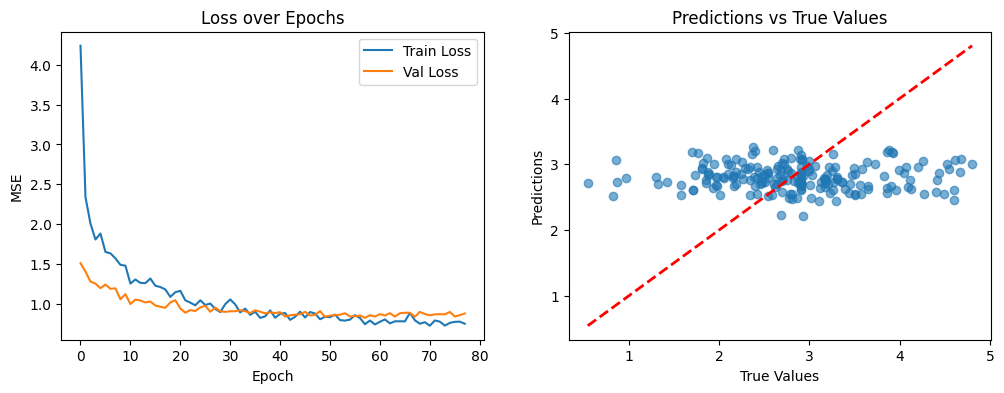 Loss over Epochs
Train Loss
Val Loss
4.0
3.5
3.0
2.5
2.0
1.5
1.0
MSE
0 10 20 30 40 50 60 70 80
Epoch
Predictions vs True Values
5
4
3
2
1
Predictions
1 2 3 4 5
True Values